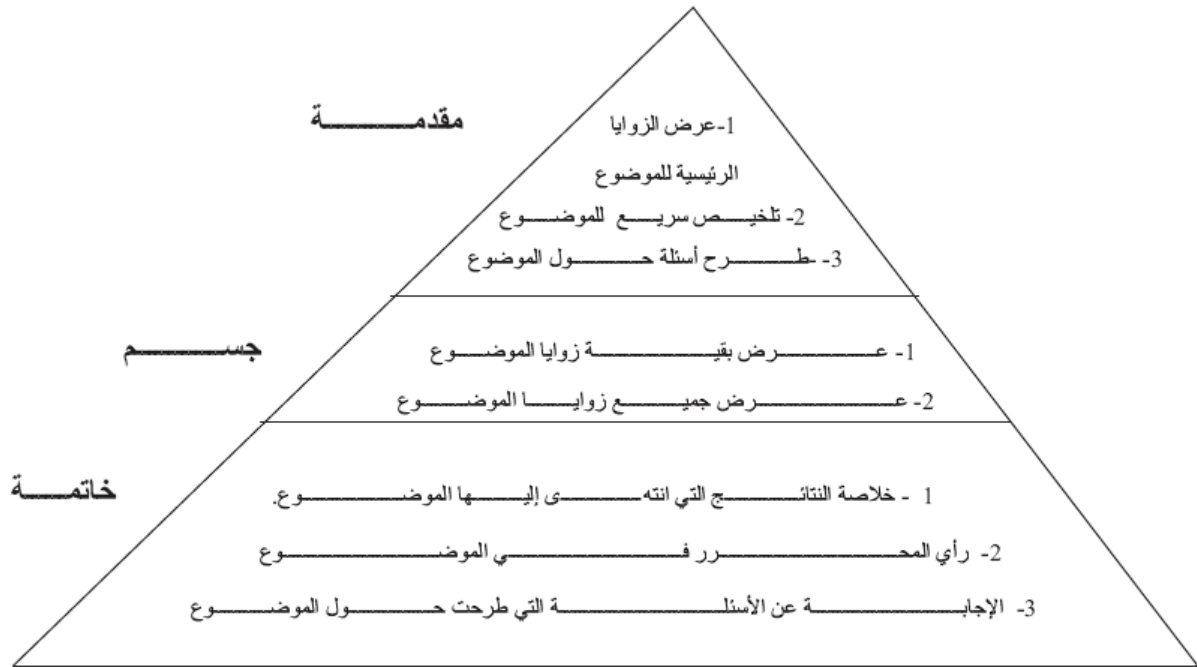 مقدمة
1-عرض الزوايا
الرئيسية للموضوع
2- تلخيص سريع للموضوع
3- -طرح أسئلة حول الموضوع
جسم
1- عرض بقية زوايا الموضوع
2- عرض جميع زوايا الموضوع
خاتمة
1 - خلاصة النتائج التي انتهى إليها الموضوع.
2- رأي المحرر في الموضوع
3- الإجابة عن الأسئلة التي طرحت حول الموضوع